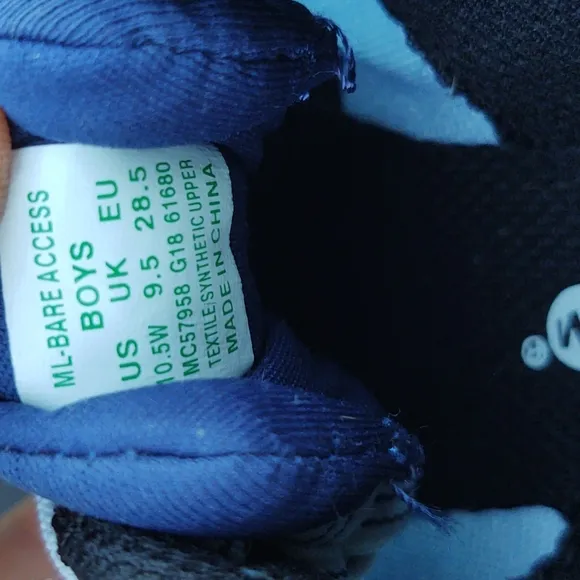 ML-BARE ACCESS
BOYS
US UK EU
10.5W 9.5 28.5
MC57958 G18 61680
TEXTILE/SYNTHETIC UPPER
MADE IN CHINA